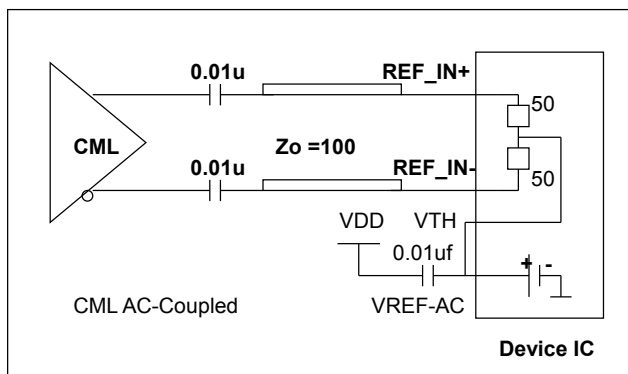 0.01u
REF_IN+
50
CML
0.01u
Zo =100
REF_IN-
50
VDD
VTH
0.01uf
+ -
CML AC-Coupled
VREF-AC
Device IC